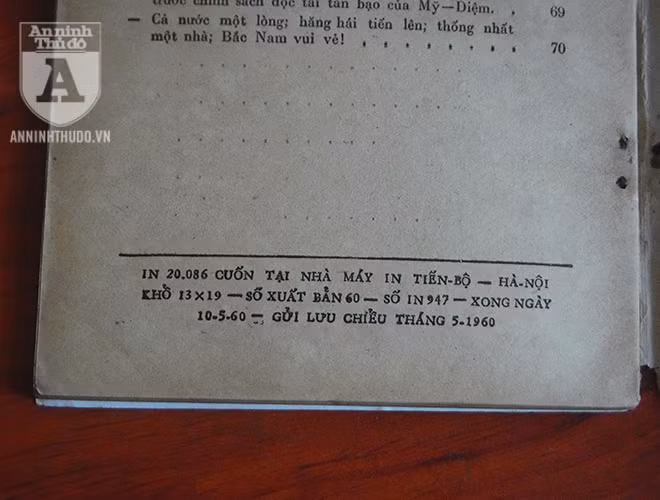 trước chính sách độc tài tàn bạo của Mỹ—Diệm. . 69
— Cả nước một lòng; hăng hái tiến lên; thống nhất
một nhà; Bắc Nam vui vẻ! . . . . . . . 70
An ninh
Thủ đô
A
ANNINHTHUDO.VN
IN 20.086 CUỐN TẠI NHÀ MÁY IN TIẾN-BỘ — HÀ-NỘI
KHỔ 13×19 — SỐ XUẤT BẢN 60 — SỐ IN 947 — XONG NGÀY
10-5-60 — GỬI LƯU CHIỂU THÁNG 5-1960